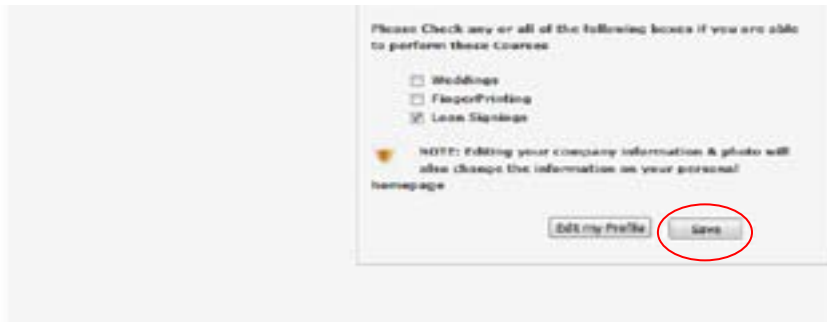 Please Check any or all of the following boxes if you are able
to perform these Courses
Weddings
FingerPrinting
Loan Signings
NOTE: Editing your company information & photo will
also change the information on your personal
homepage
Edit my Profile
Save